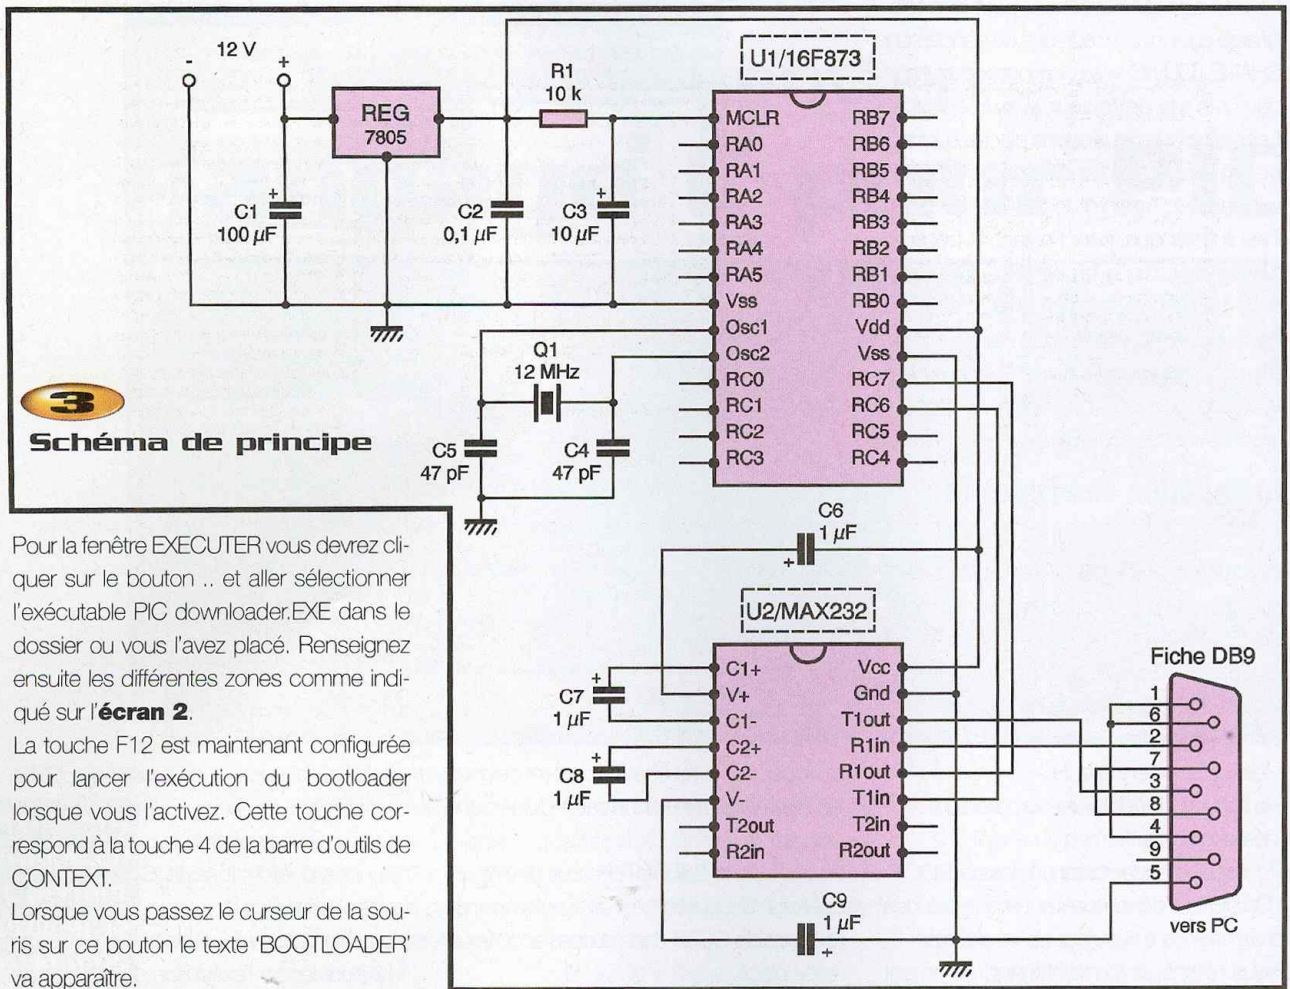 12 V
- +
REG
7805
R1
10 k
C1
100 µF
+
C2
0,1 µF
C3
10 µF
+
U1/16F873
MCLR RB7
RA0 RB6
RA1 RB5
RA2 RB4
RA3 RB3
RA4 RB2
RA5 RB1
Vss RB0
Osc1 Vdd
Osc2 Vss
RC0 RC7
RC1 RC6
RC2 RC5
RC3 RC4
Q1
12 MHz
C5
47 pF
C4
47 pF
3
Schéma de principe
C6
1 µF
+
U2/MAX232
C1+ Vcc
V+ Gnd
C1- T1out
C2+ R1in
C2- R1out
V- T1in
T2out T2in
R2in R2out
C7
1 µF
+
C8
1 µF
+
C9
1 µF
+
Fiche DB9
1
6
2
7
3
8
4
9
5
vers PC
Pour la fenêtre EXECUTER vous devrez cli-
quer sur le bouton .. et aller sélectionner
l'exécutable PIC downloader.EXE dans le
dossier ou vous l'avez placé. Renseignez
ensuite les différentes zones comme indi-
qué sur l'écran 2.
La touche F12 est maintenant configurée
pour lancer l'exécution du bootloader
lorsque vous l'activez. Cette touche cor-
respond à la touche 4 de la barre d'outils de
CONTEXT.
Lorsque vous passez le curseur de la sou-
ris sur ce bouton le texte 'BOOTLOADER'
va apparaître.